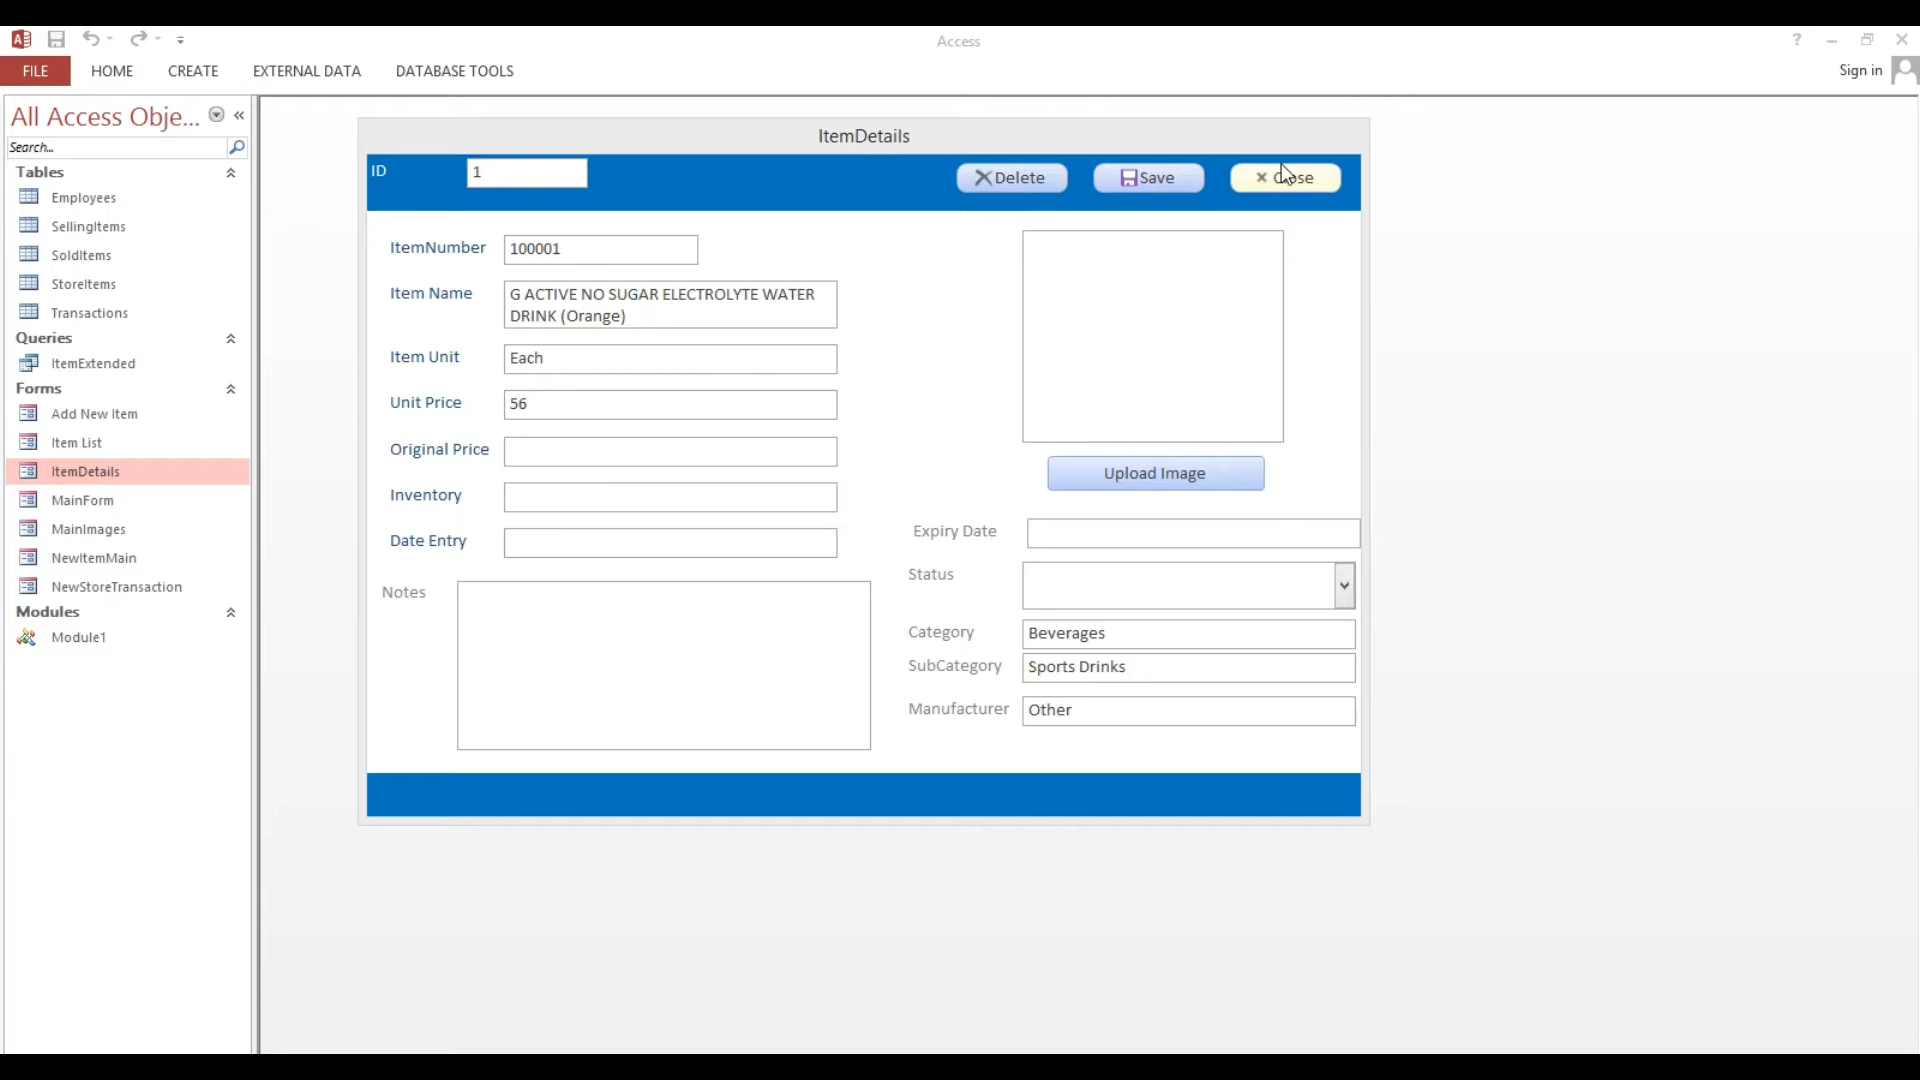 Access
?
FILE
HOME
CREATE
EXTERNAL DATA
DATABASE TOOLS
Sign in
All Access Obje...
Search...
Tables
Employees
SellingItems
SoldItems
StoreItems
Transactions
Queries
ItemExtended
Forms
Add New Item
Item List
ItemDetails
MainForm
MainImages
NewItemMain
NewStoreTransaction
Modules
Module1
ItemDetails
ID
1
Delete
Save
Close
ItemNumber
100001
Item Name
G ACTIVE NO SUGAR ELECTROLYTE WATER
DRINK (Orange)
Item Unit
Each
Unit Price
56
Original Price
Inventory
Date Entry
Notes
Upload Image
Expiry Date
Status
Category
Beverages
SubCategory
Sports Drinks
Manufacturer
Other